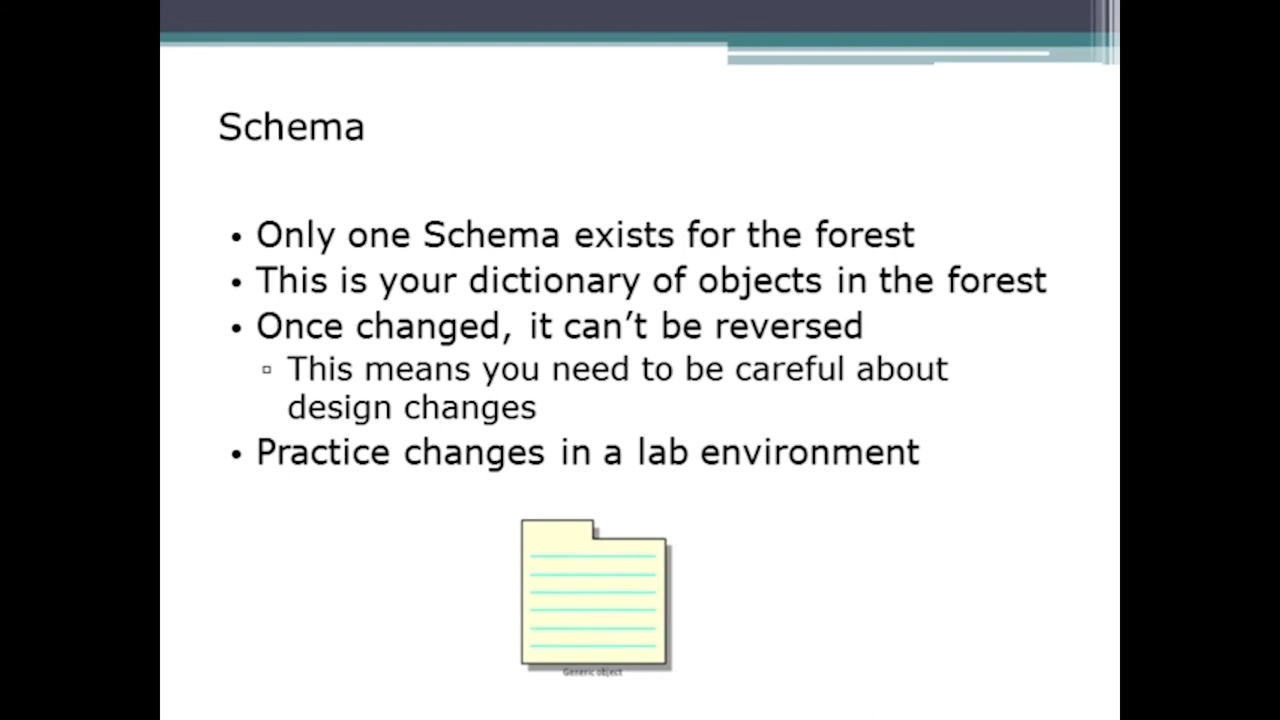 Schema
• Only one Schema exists for the forest
• This is your dictionary of objects in the forest
• Once changed, it can’t be reversed
▫ This means you need to be careful about
design changes
• Practice changes in a lab environment
Generic object